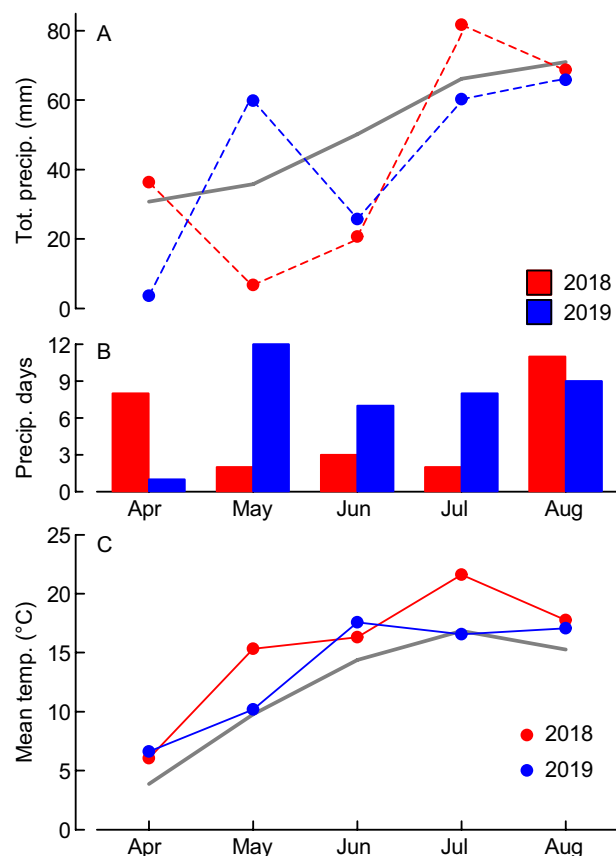 A
Tot. precip. (mm)
80
60
40
20
0
2018
2019
B
Precip. days
12
9
6
3
0
Apr May Jun Jul Aug
C
Mean temp. (°C)
25
20
15
10
5
0
2018
2019
Apr May Jun Jul Aug